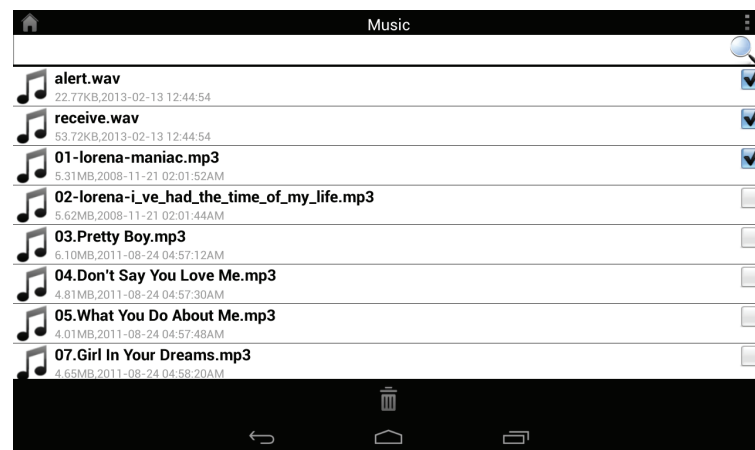 Music
alert.wav
22.77KB,2013-02-13 12:44:54
receive.wav
53.72KB,2013-02-13 12:44:54
01-lorena-maniac.mp3
5.31MB,2008-11-21 02:01:52AM
02-lorena-i_ve_had_the_time_of_my_life.mp3
5.62MB,2008-11-21 02:01:44AM
03.Pretty Boy.mp3
6.10MB,2011-08-24 04:57:12AM
04.Don't Say You Love Me.mp3
4.81MB,2011-08-24 04:57:30AM
05.What You Do About Me.mp3
4.01MB,2011-08-24 04:57:48AM
07.Girl In Your Dreams.mp3
4.65MB,2011-08-24 04:58:20AM